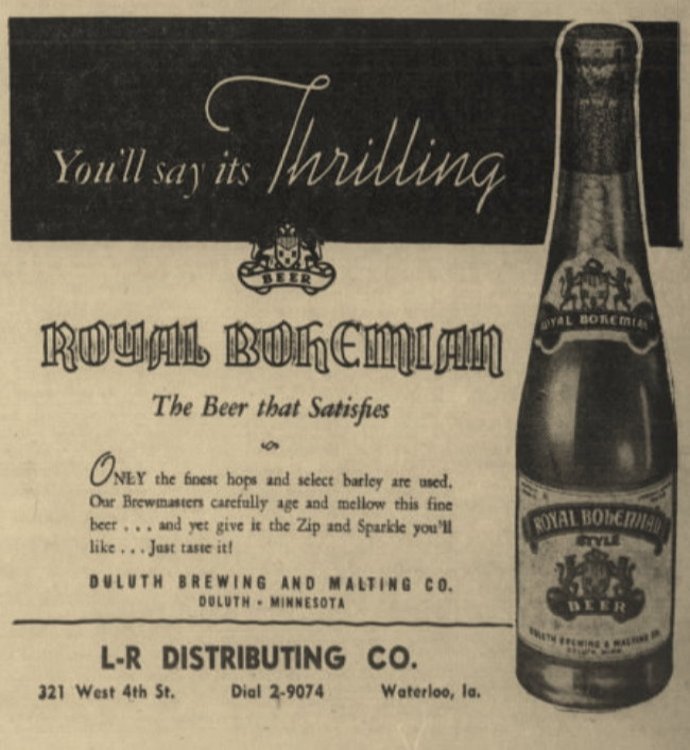 You'll say its Thrilling
BEER
ROYAL BOHEMIAN
The Beer that Satisfies
ONLY the finest hops and select barley are used.
Our Brewmasters carefully age and mellow this fine
beer . . . and yet give it the Zip and Sparkle you'll
like . . . Just taste it!
DULUTH BREWING AND MALTING CO.
DULUTH - MINNESOTA
L-R DISTRIBUTING CO.
321 West 4th St. Dial 2-9074 Waterloo, Ia.
ROYAL BOHEMIAN
ROYAL BOHEMIAN
STYLE
BEER
DULUTH BREWING & MALTING CO.
DULUTH, MINN.